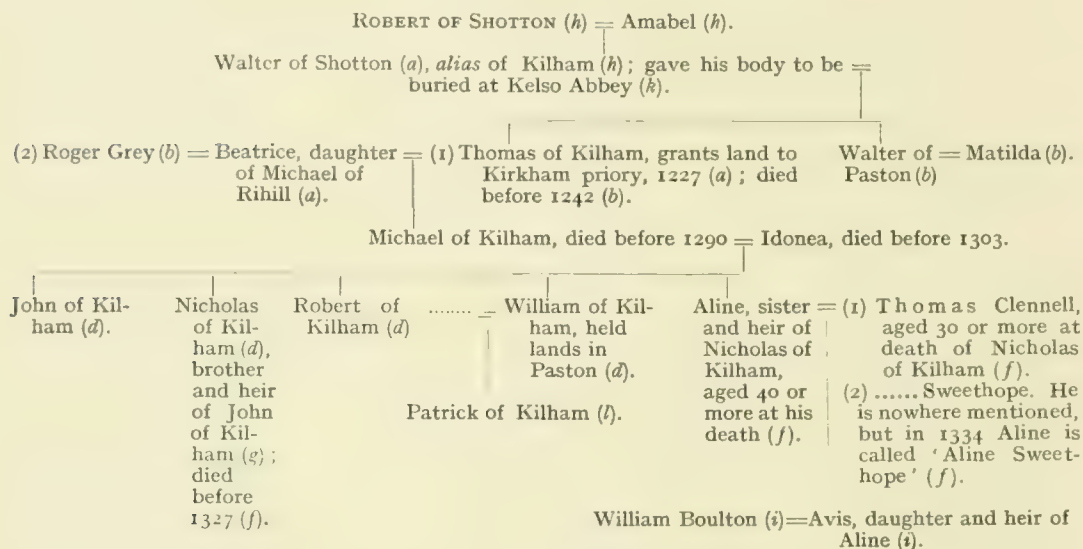 ROBERT OF SHOTTON (h) = Amabel (h).
Walter of Shotton (a), alias of Kilham (h); gave his body to be =
buried at Kelso Abbey (k).
(2) Roger Grey (b) = Beatrice, daughter
of Michael of
Rihill (a).
= (1) Thomas of Kilham, grants land to
Kirkham priory, 1227 (a); died
before 1242 (b).
Walter of = Matilda (b).
Paston (b)
Michael of Kilham, died before 1290 = Idonea, died before 1303.
John of Kil-
ham (d).
Nicholas
of Kil-
ham (d),
brother
and heir
of John
of Kil-
ham (g);
died
before
1327 (f).
Robert of
Kilham (d)
........ =
William of Kil-
ham, held
lands in
Paston (d).
Patrick of Kilham (l).
Aline, sister
and heir of
Nicholas of
Kilham,
aged 40 or
more at his
death (f).
= (1) Thomas Clennell,
aged 30 or more at
death of Nicholas
of Kilham (f).
(2) ...... Sweethope. He
is nowhere mentioned,
but in 1334 Aline is
called 'Aline Sweet-
hope' (f).
William Boulton (i)=Avis, daughter and heir of
Aline (i).